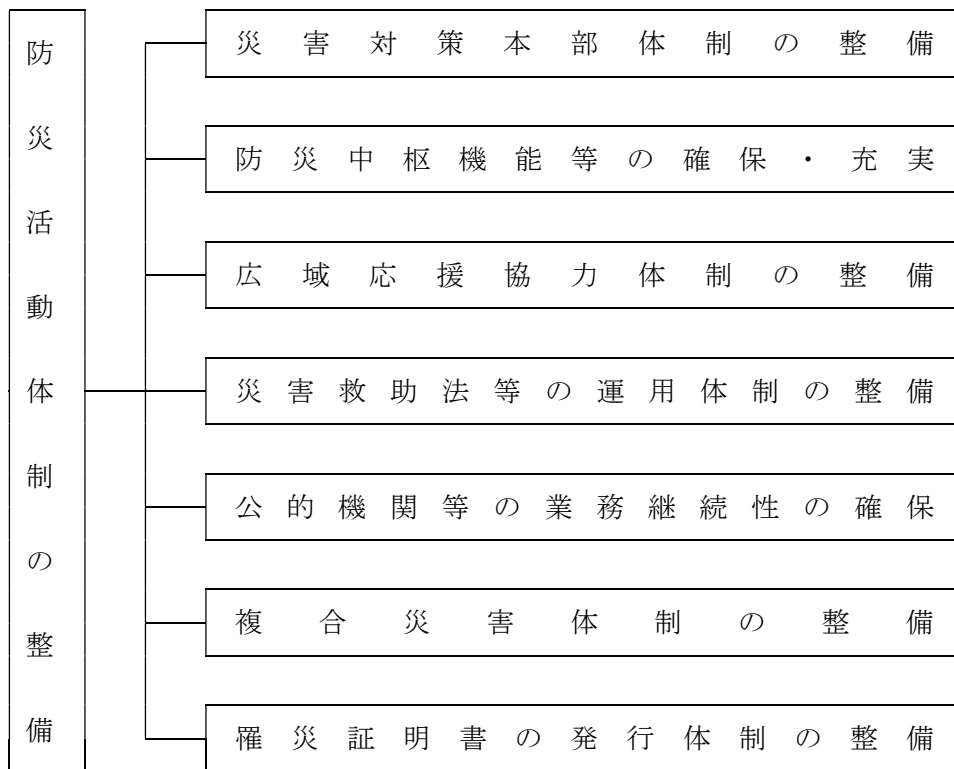 防災活動体制の整備
災害対策本部体制の整備
防災中枢機能等の確保・充実
広域応援協力体制の整備
災害救助法等の運用体制の整備
公的機関等の業務継続性の確保
複合災害体制の整備
罹災証明書の発行体制の整備